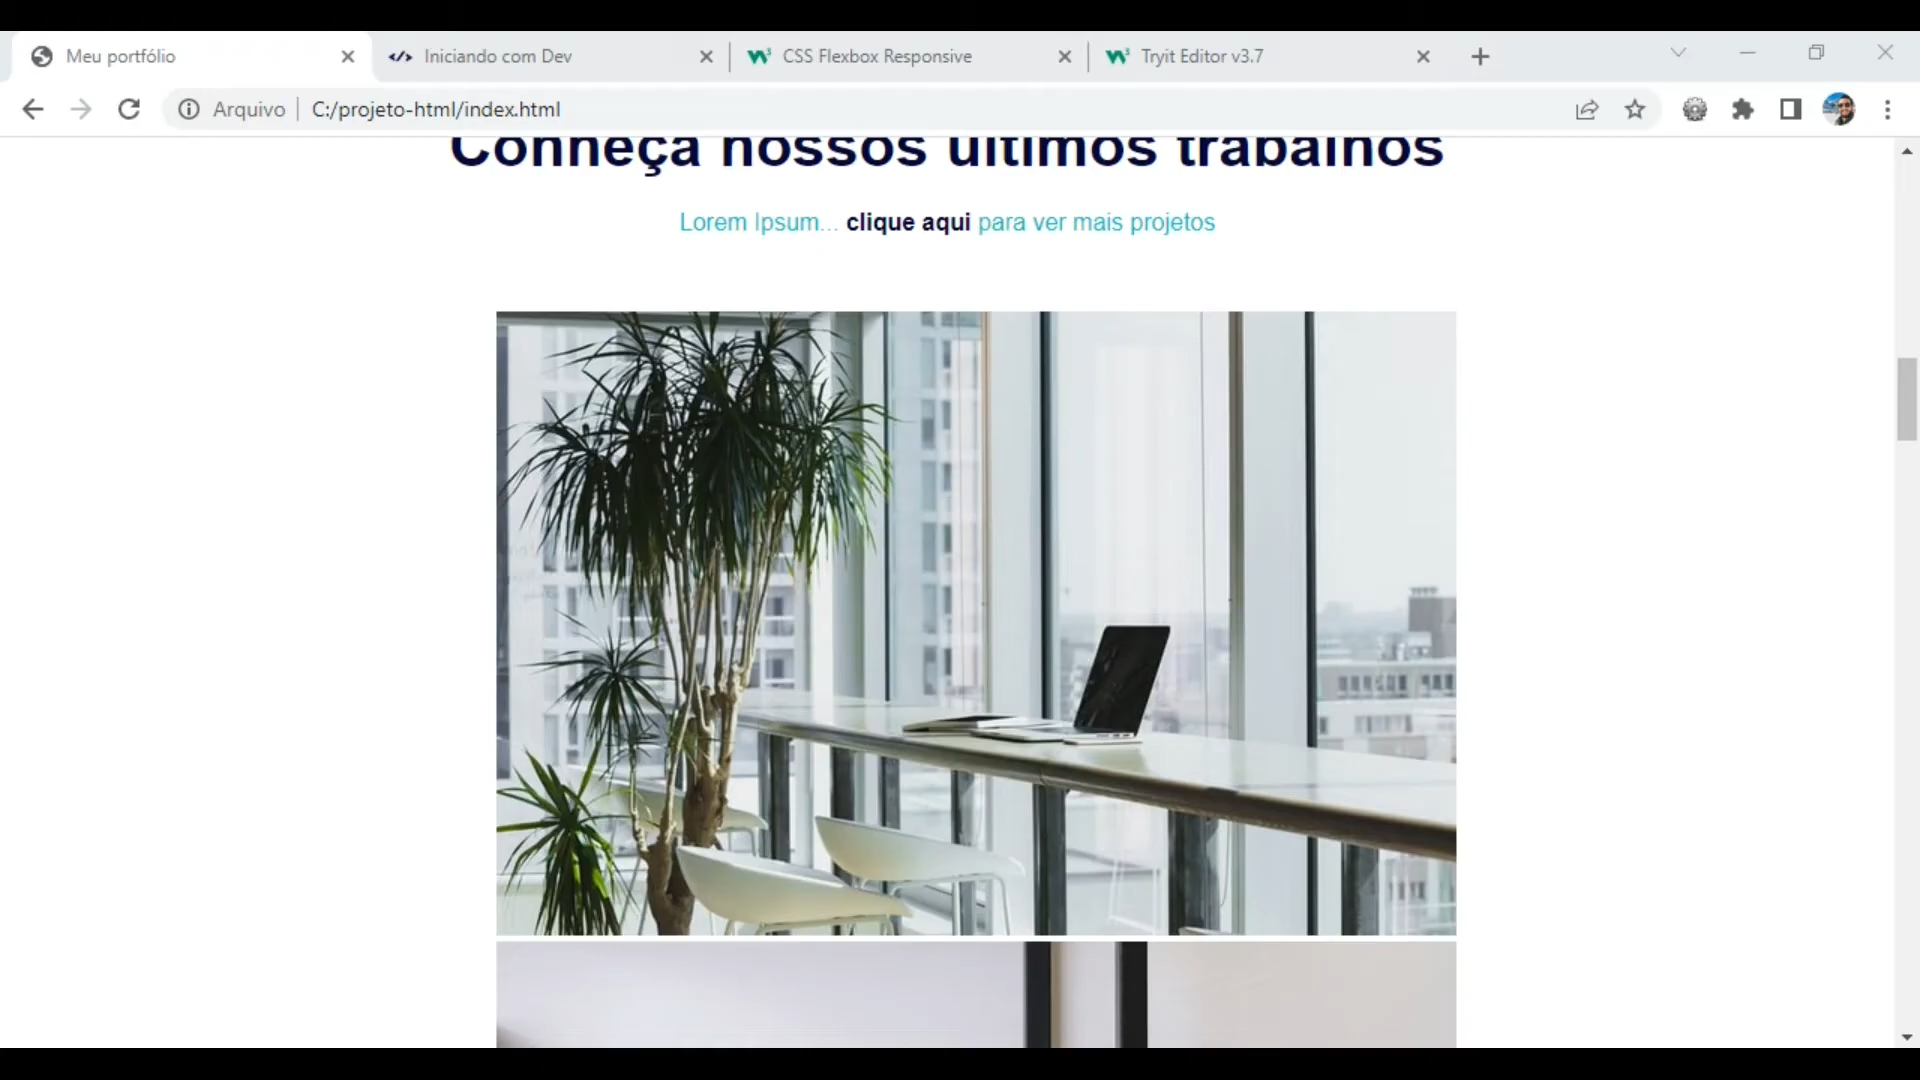 Meu portfólio
Iniciando com Dev
CSS Flexbox Responsive
Tryit Editor v3.7
Arquivo
C:/projeto-html/index.html
Conheça nossos últimos trabalhos
Lorem Ipsum... clique aqui para ver mais projetos